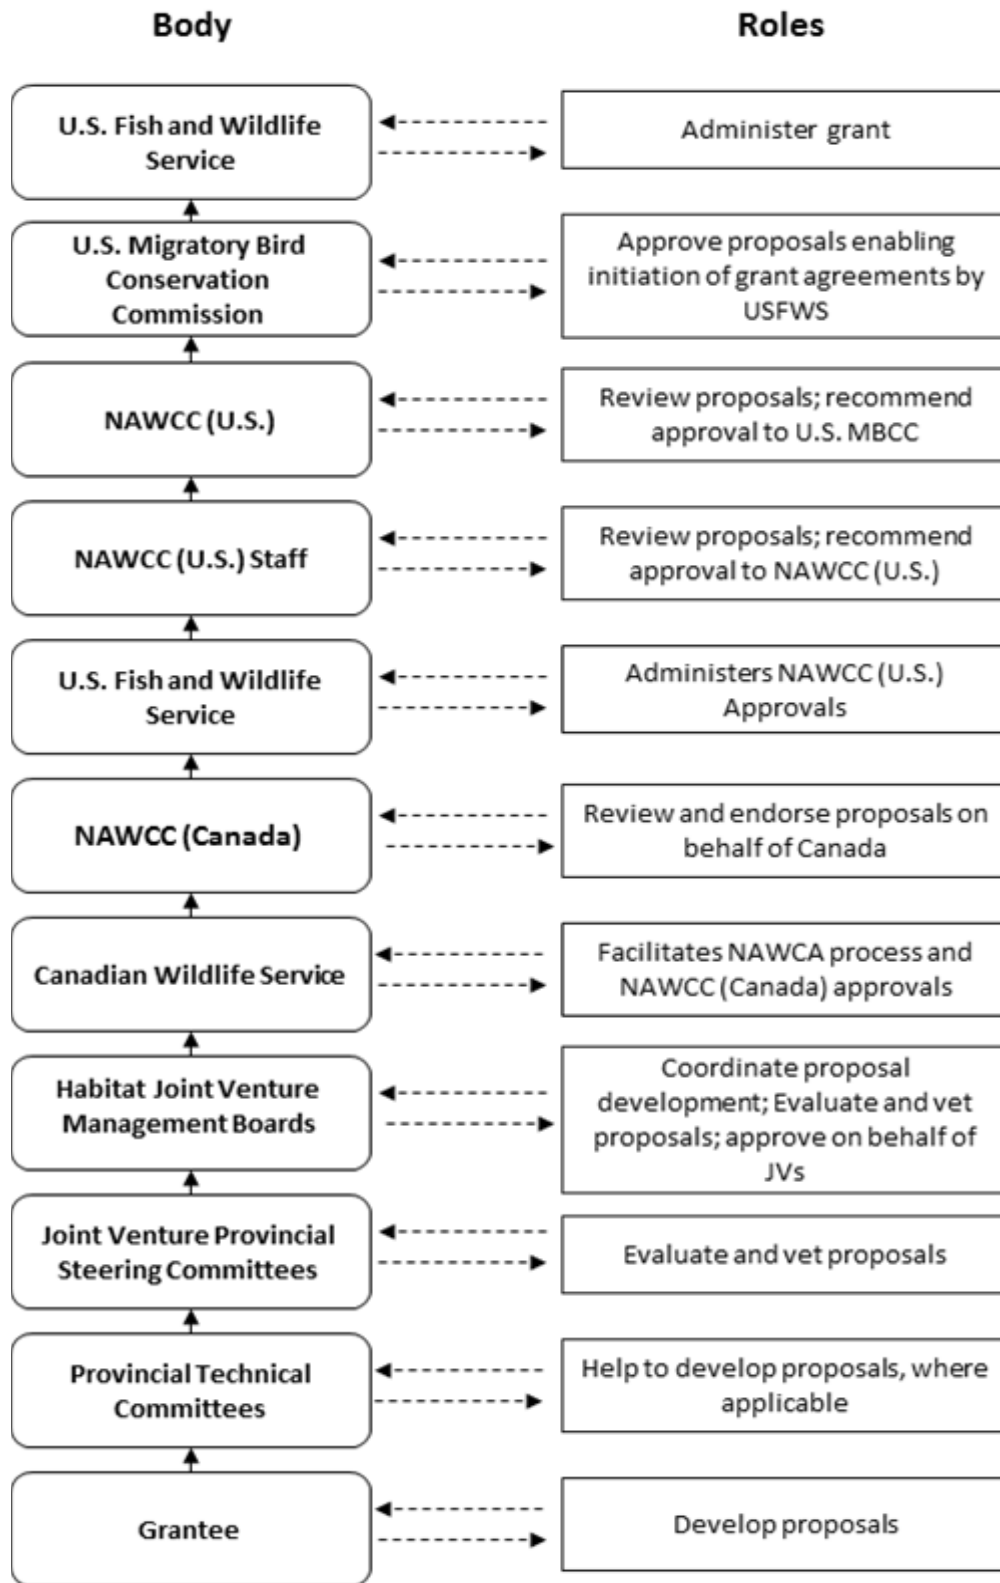 Body
Roles
U.S. Fish and Wildlife
Service
Administer grant
U.S. Migratory Bird
Conservation
Commission
Approve proposals enabling
initiation of grant agreements by
USFWS
NAWCC (U.S.)
Review proposals; recommend
approval to U.S. MBCC
NAWCC (U.S.) Staff
Review proposals; recommend
approval to NAWCC (U.S.)
U.S. Fish and Wildlife
Service
Administers NAWCC (U.S.)
Approvals
NAWCC (Canada)
Review and endorse proposals on
behalf of Canada
Canadian Wildlife Service
Facilitates NAWCA process and
NAWCC (Canada) approvals
Habitat Joint Venture
Management Boards
Coordinate proposal
development; Evaluate and vet
proposals; approve on behalf of
JVs
Joint Venture Provincial
Steering Committees
Evaluate and vet proposals
Provincial Technical
Committees
Help to develop proposals, where
applicable
Grantee
Develop proposals